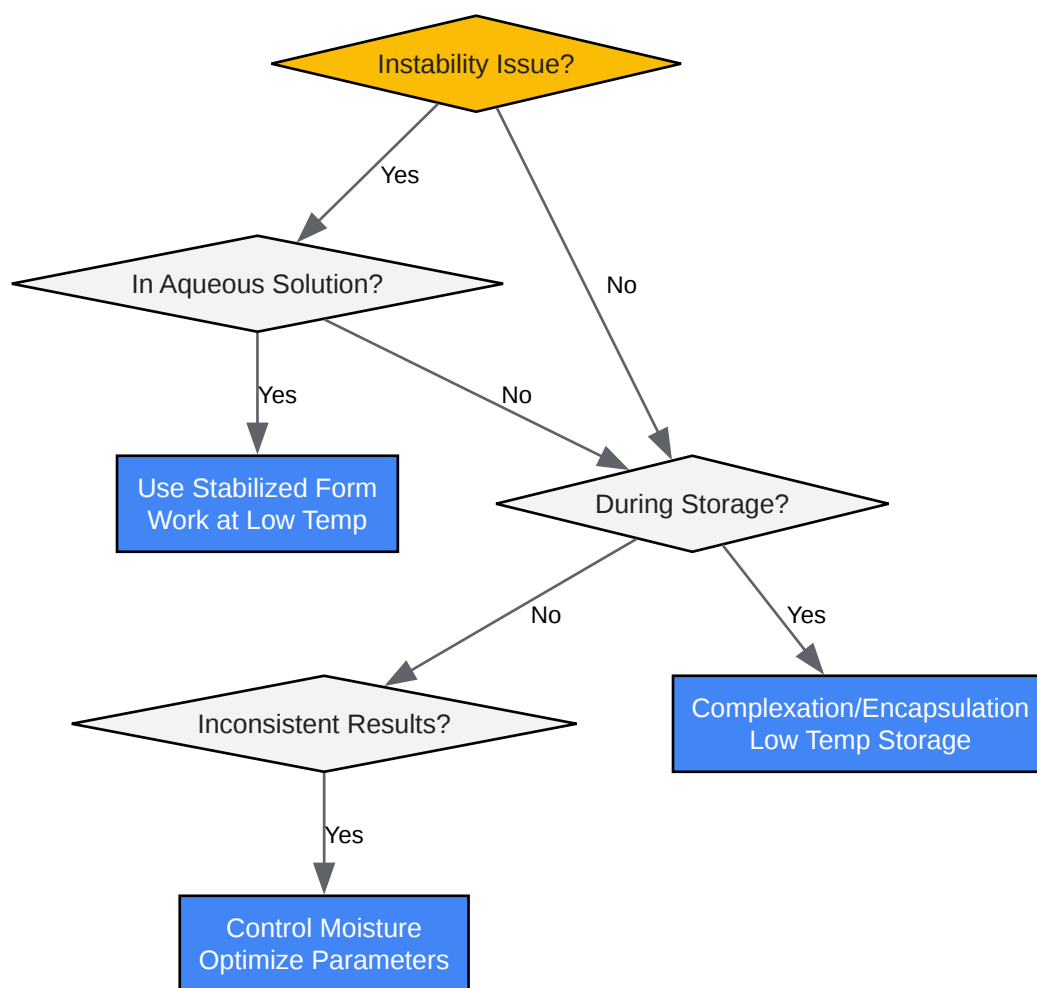 Instability Issue?
Yes
In Aqueous Solution?
No
Yes
No
Use Stabilized Form
Work at Low Temp
During Storage?
No
Yes
Inconsistent Results?
Complexation/Encapsulation
Low Temp Storage
Yes
Control Moisture
Optimize Parameters